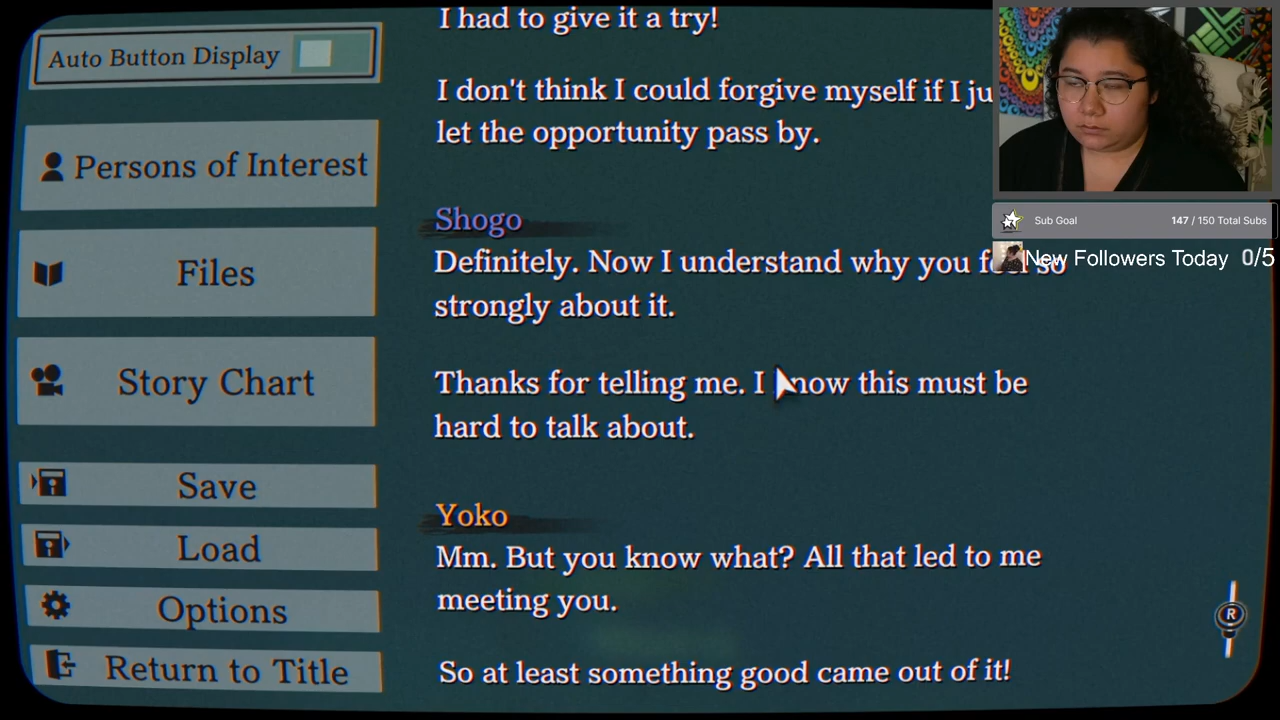 Auto Button Display
Persons of Interest
Files
Story Chart
Save
Load
Options
Return to Title
I had to give it a try!
I don't think I could forgive myself if I
let the opportunity pass by.
Shogo
Definitely. Now I understand why you so
strongly about it.
Thanks for telling me. I know this must be
hard to talk about.
Yoko
Mm. But you know what? All that led to me
meeting you.
So at least something good came out of it!
R
Sub Goal 147 / 150 Total Subs
New Followers Today 0/5